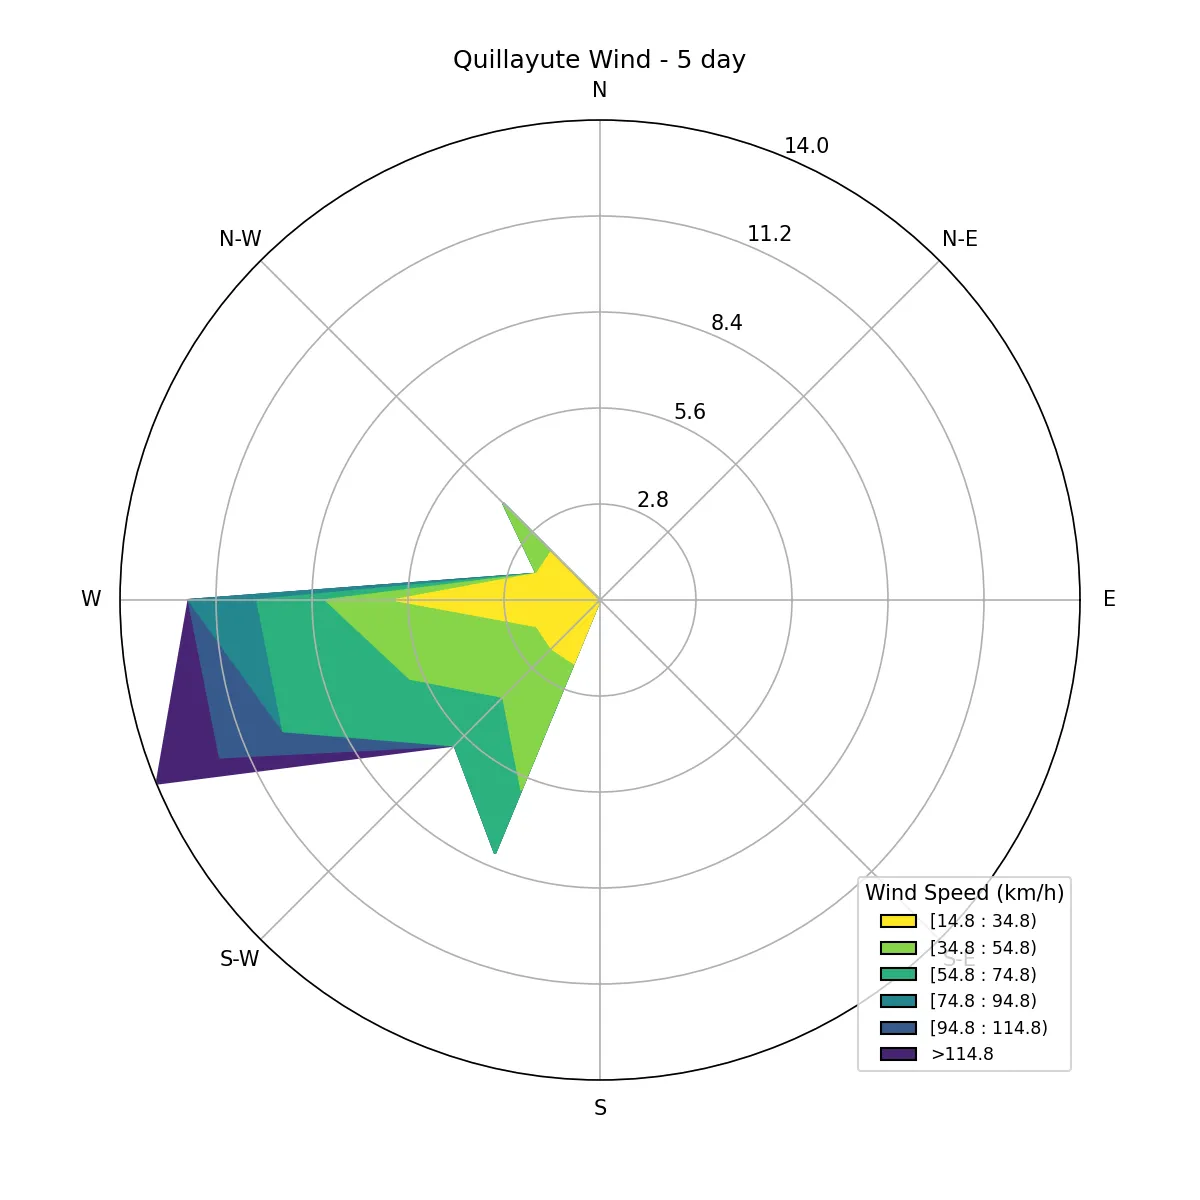 Quillayute Wind - 5 day
N
14.0
11.2
N-W
N-E
8.4
5.6
2.8
W
E
Wind Speed (km/h)
[14.8 : 34.8)
[34.8 : 54.8)
S-W
S-E
[54.8 : 74.8)
[74.8 : 94.8)
[94.8 : 114.8)
>114.8
S